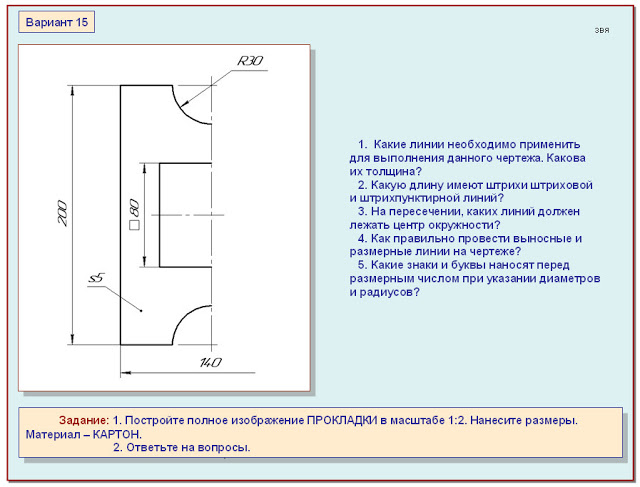 Вариант 15
звя
R30
200
□80
s5
140
1. Какие линии необходимо применить
для выполнения данного чертежа. Какова
их толщина?
2. Какую длину имеют штрихи штриховой
и штрихпунктирной линий?
3. На пересечении, каких линий должен
лежать центр окружности?
4. Как правильно провести выносные и
размерные линии на чертеже?
5. Какие знаки и буквы наносят перед
размерным числом при указании диаметров
и радиусов?
Задание: 1. Постройте полное изображение ПРОКЛАДКИ в масштабе 1:2. Нанесите размеры.
Материал – КАРТОН.
2. Ответьте на вопросы.